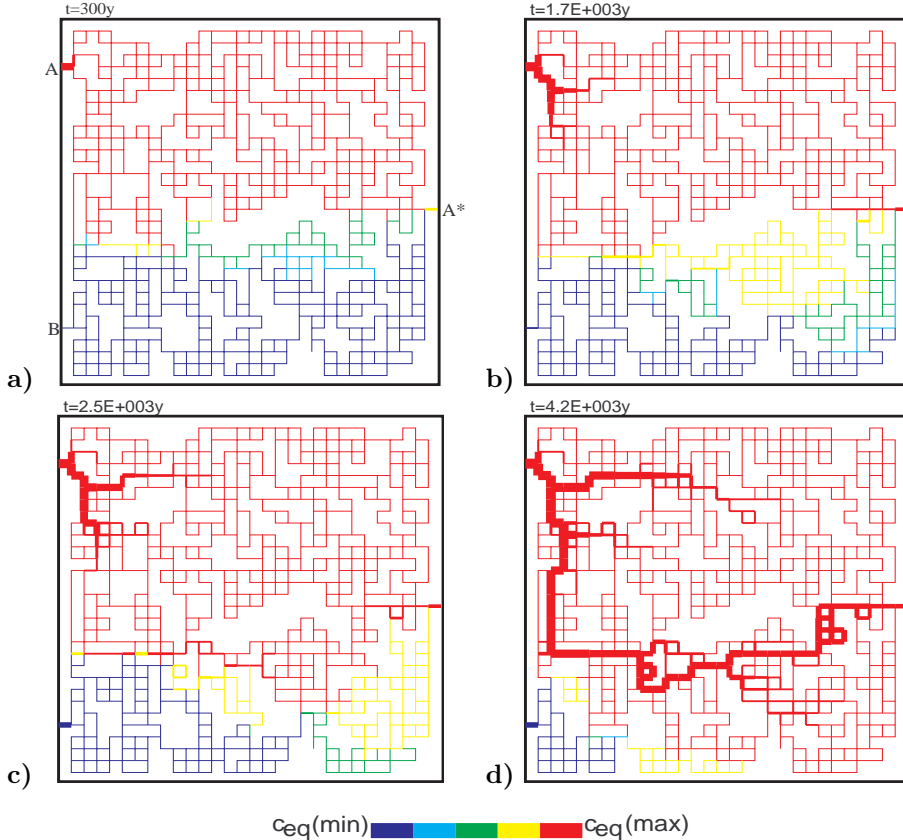 t=300y
t=1.7E+003y
A
A*
B
a)
b)
t=2.5E+003y
t=4.2E+003y
c)
d)
ceq(min)
ceq(max)